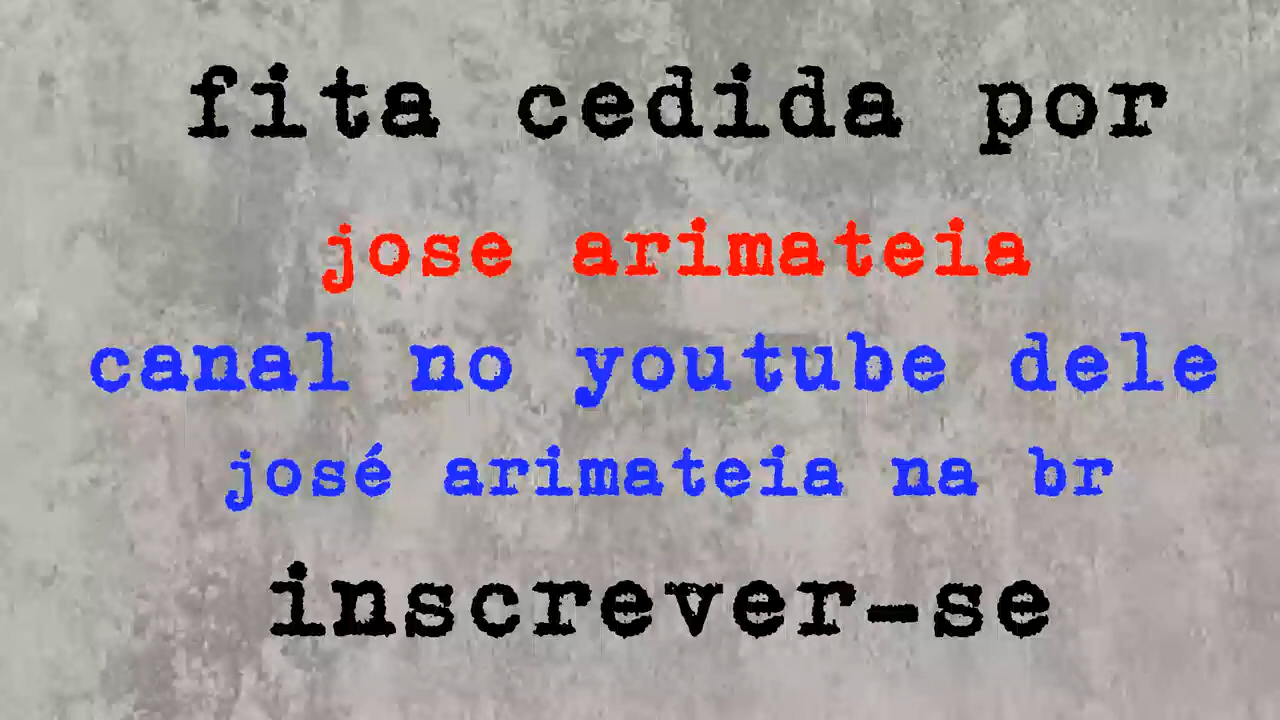 fita cedida por
jose arimateia
canal no youtube dele
josé arimateia na br
inscrever-se